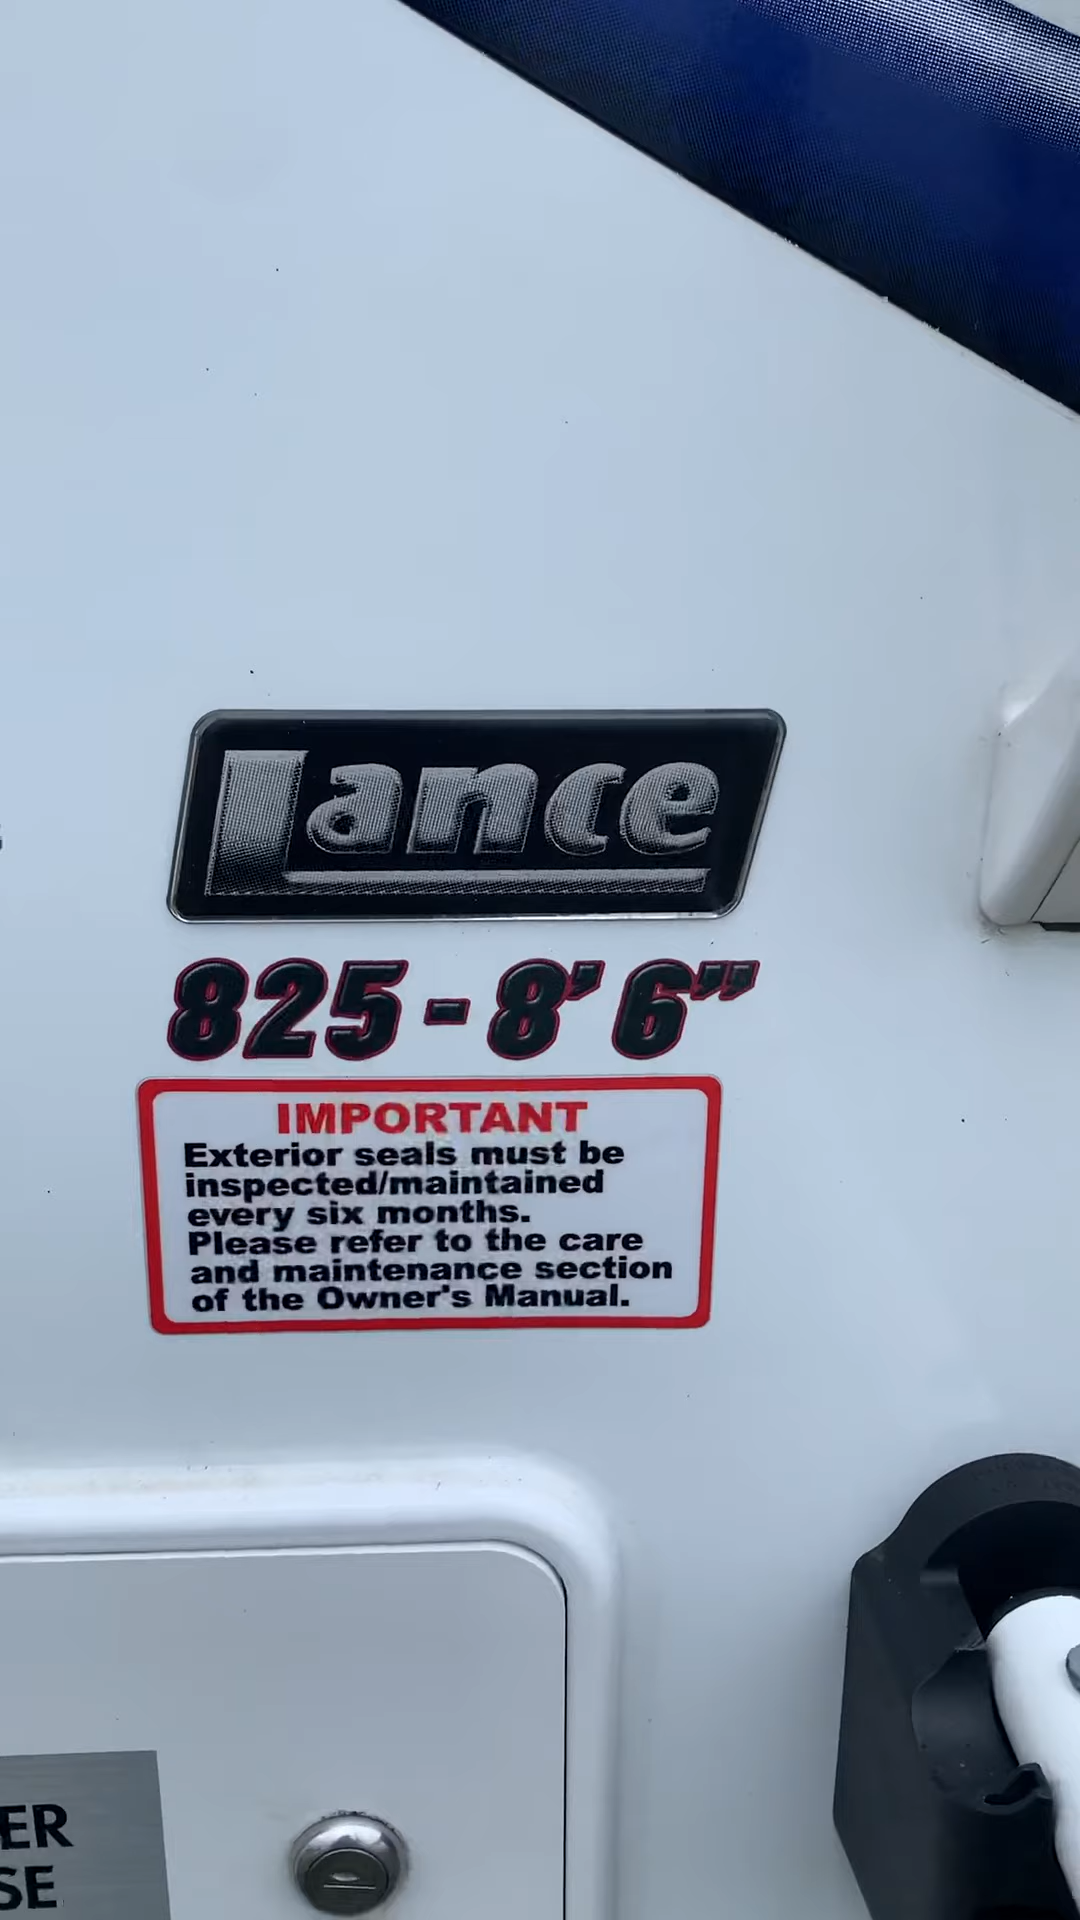 Lance
825-8'6"
IMPORTANT
Exterior seals must be
inspected/maintained
every six months.
Please refer to the care
and maintenance section
of the Owner's Manual.
ER
SE